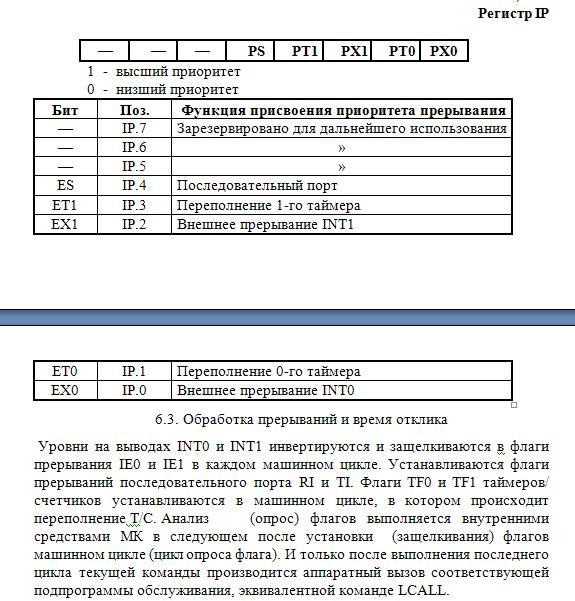 Регистр IP
— — — PS PT1 PX1 PT0 PX0
1 - высший приоритет
0 - низший приоритет
Бит Поз. Функция присвоения приоритета прерывания
— IP.7 Зарезервировано для дальнейшего использования
— IP.6 »
— IP.5 »
ES IP.4 Последовательный порт
ET1 IP.3 Переполнение 1-го таймера
EX1 IP.2 Внешнее прерывание INT1
ET0 IP.1 Переполнение 0-го таймера
EX0 IP.0 Внешнее прерывание INT0
6.3. Обработка прерываний и время отклика
Уровни на выводах INT0 и INT1 инвертируются и защелкиваются в флаги
прерывания IE0 и IE1 в каждом машинном цикле. Устанавливаются флаги
прерываний последовательного порта RI и TI. Флаги TF0 и TF1 таймеров/
счетчиков устанавливаются в машинном цикле, в котором происходит
переполнение Т/С. Анализ (опрос) флагов выполняется внутренними
средствами МК в следующем после установки (защелкивания) флагов
машинном цикле (цикл опроса флага). И только после выполнения последнего
цикла текущей команды производится аппаратный вызов соответствующей
подпрограммы обслуживания, эквивалентной команде LCALL.